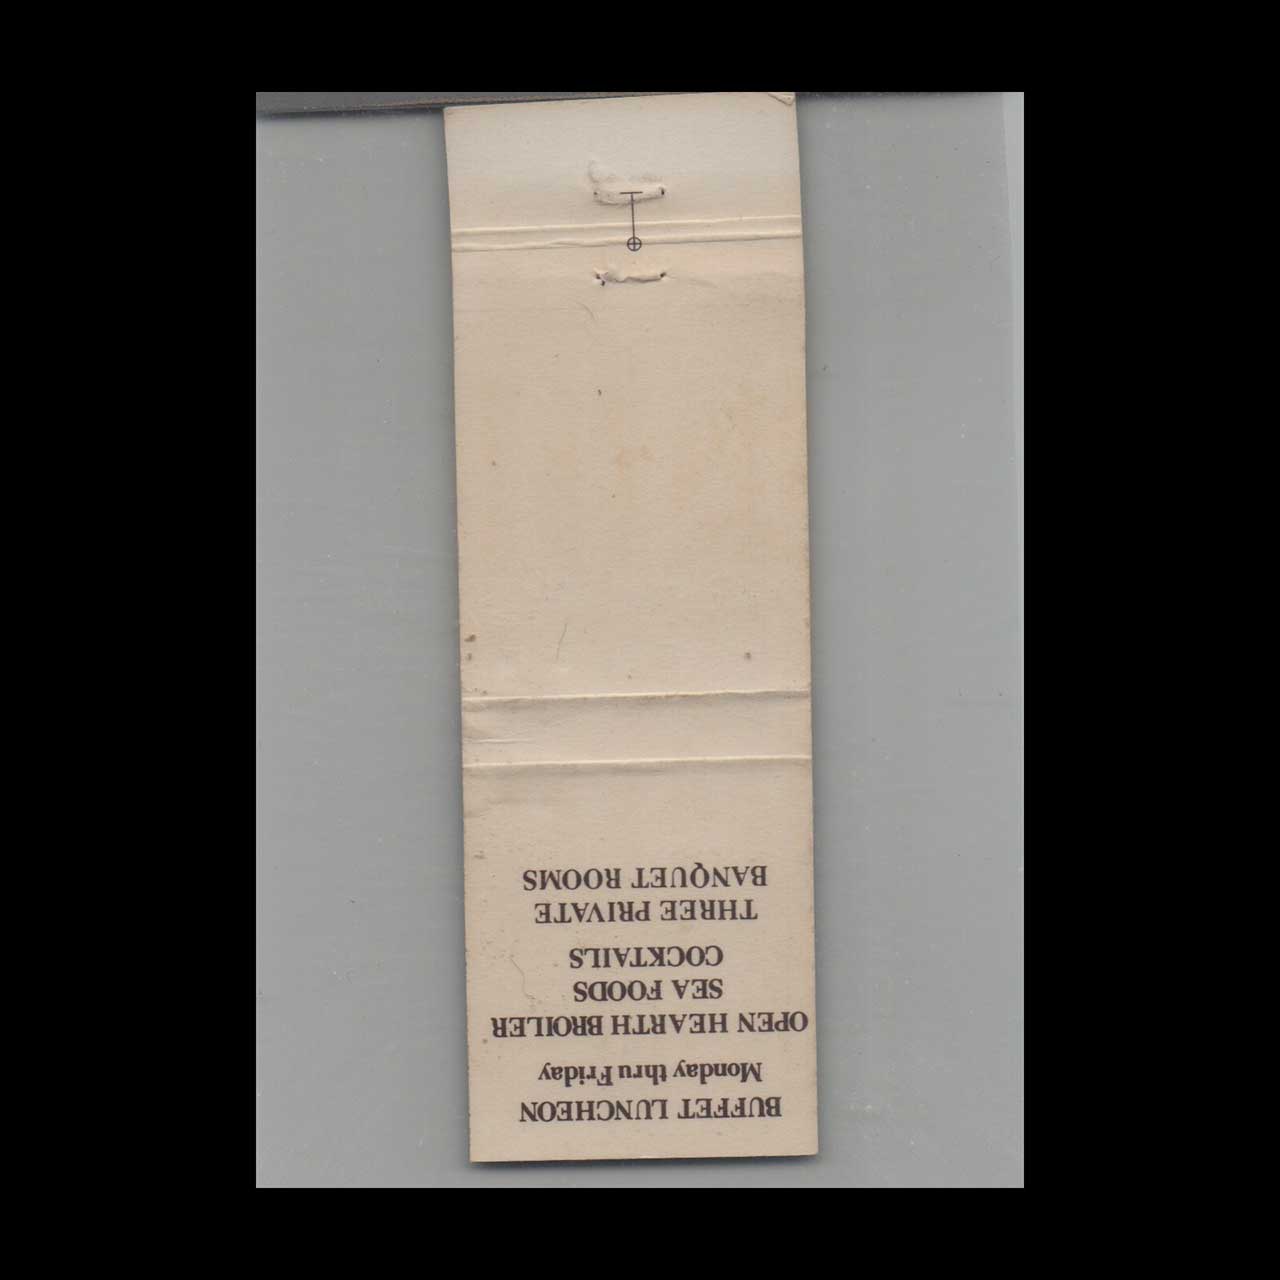 BUFFET LUNCHEON
Monday thru Friday
OPEN HEARTH BROILER
SEA FOODS
COCKTAILS
THREE PRIVATE
BANQUET ROOMS